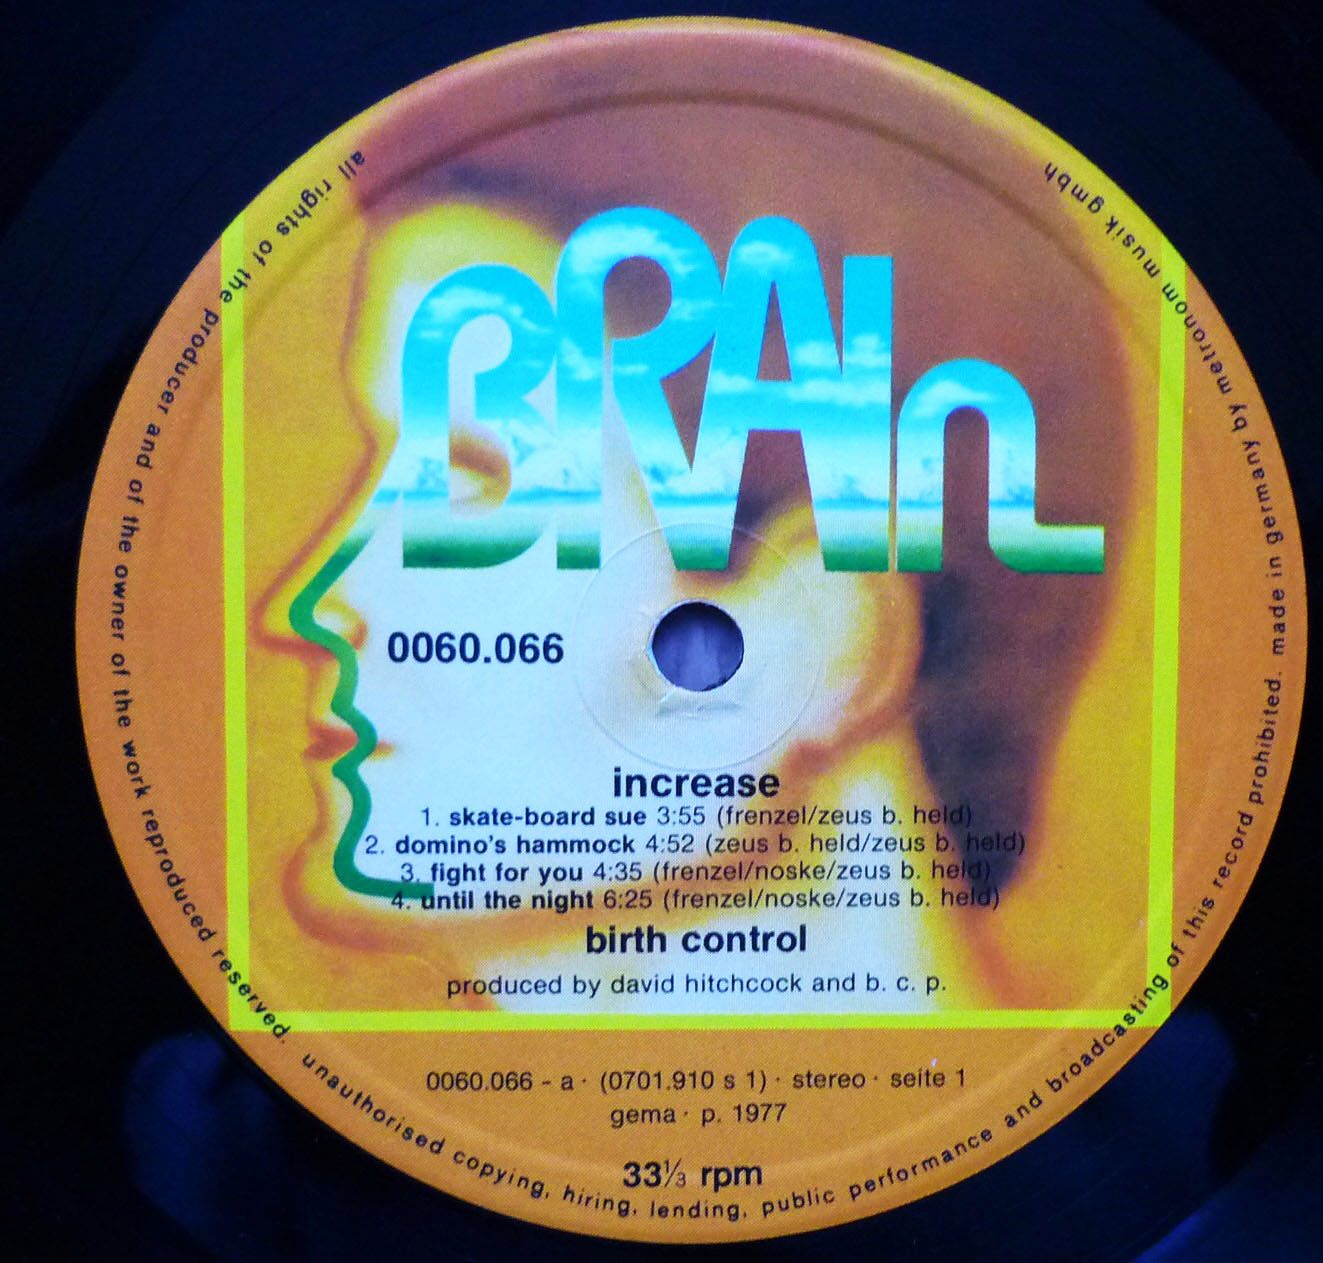 BRAIn
0060.066
increase
1. skate-board sue 3:55 (frenzel/zeus b. held)
2. domino's hammock 4:52 (zeus b. held/zeus b. held)
3. fight for you 4:35 (frenzel/noske/zeus b. held)
4. until the night 6:25 (frenzel/noske/zeus b. held)
birth control
produced by david hitchcock and b. c. p.
0060.066 - a · (0701.910 s 1) · stereo · seite 1
gema · p. 1977
33⅓ rpm
all rights of the producer and of the owner of the work reproduced reserved. unauthorised copying, hiring, lending, public performance and broadcasting of this record prohibited. made in germany by metronom musik gmbh